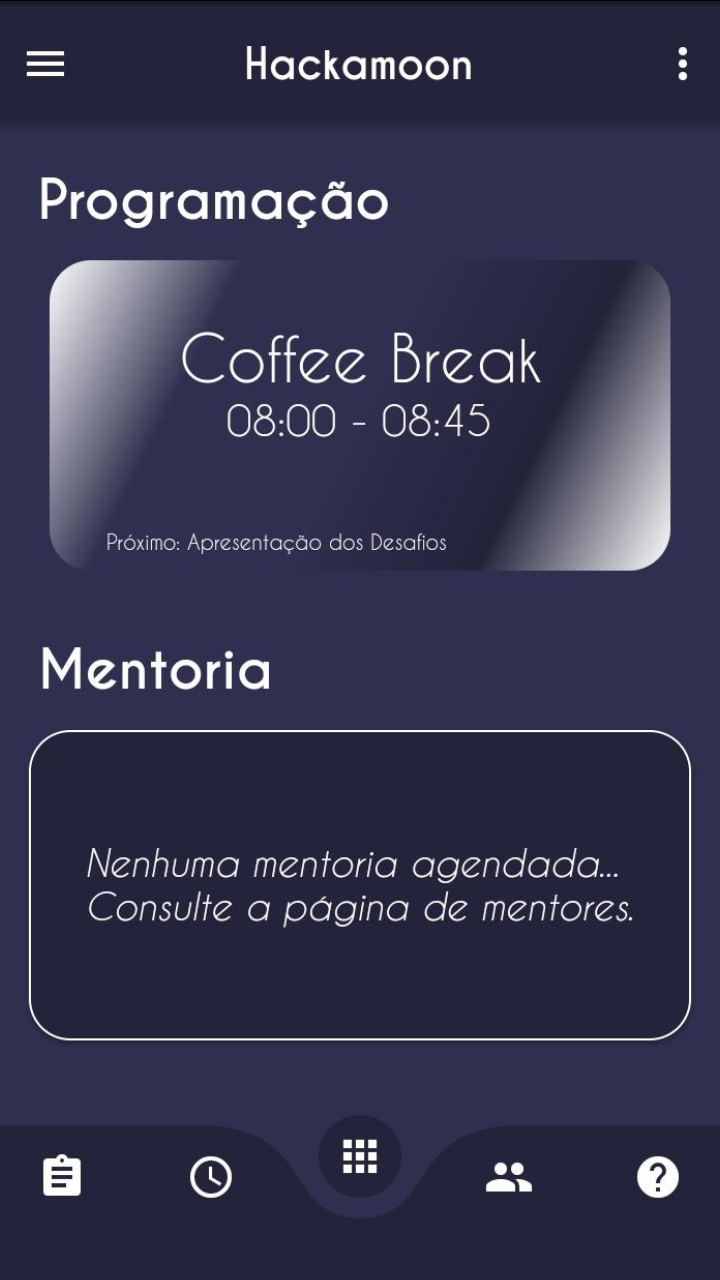 Hackamoon
Programação
Coffee Break
08:00 - 08:45
Próximo: Apresentação dos Desafios
Mentoria
Nenhuma mentoria agendada...
Consulte a página de mentores.